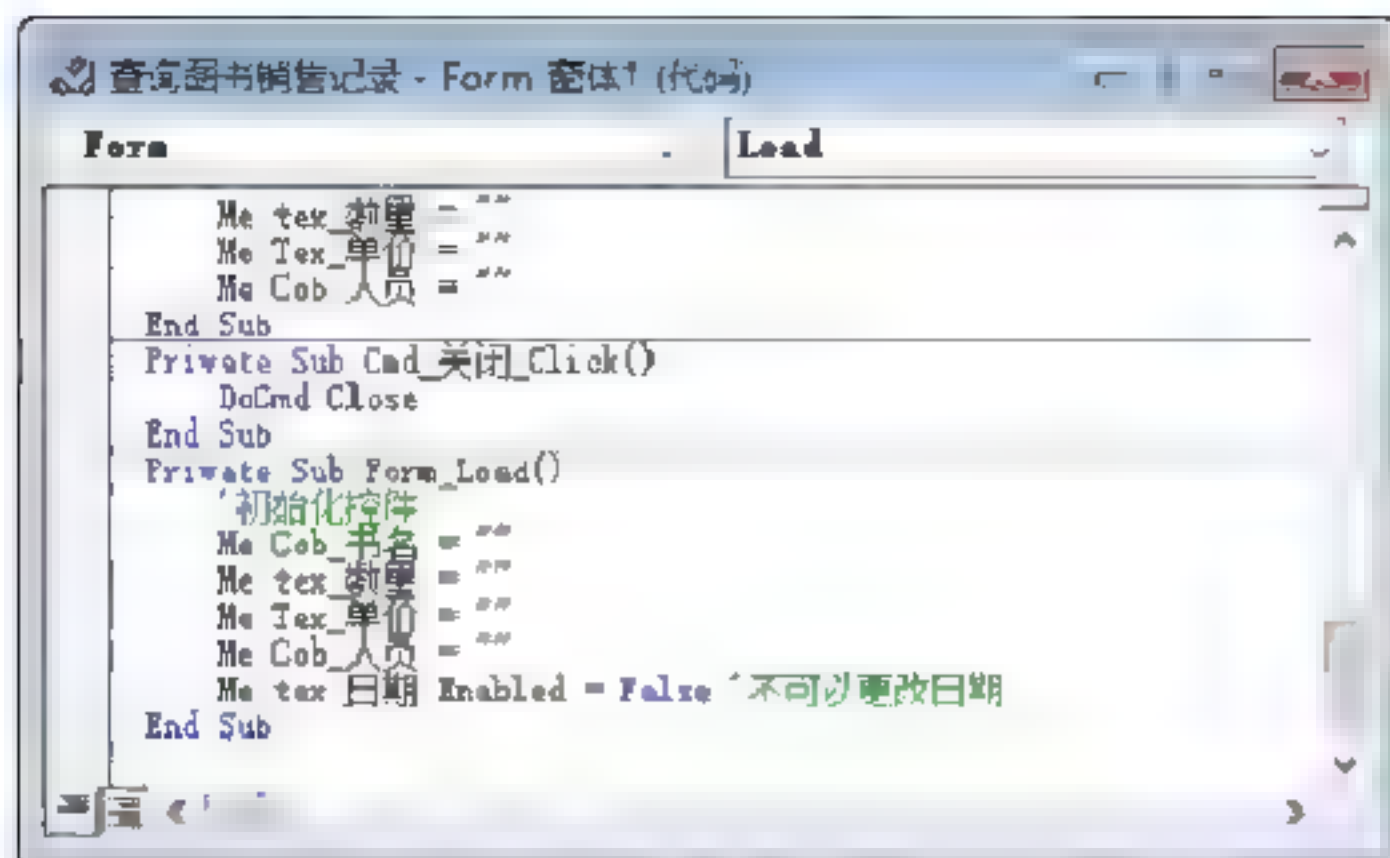 查询图书销售记录 - Form 窗体1 (代码)
Form
Load
Me tex_数量 = ""
Me Tex_单价 = ""
Me Cob_人员 = ""
End Sub
Private Sub Cmd_关闭_Click()
DoCmd Close
End Sub
Private Sub Form_Load()
'初始化控件
Me Cob_书名 = ""
Me tex_数量 = ""
Me Tex_单价 = ""
Me Cob_人员 = ""
Me tex_日期 Enabled = False '不可以更改日期
End Sub